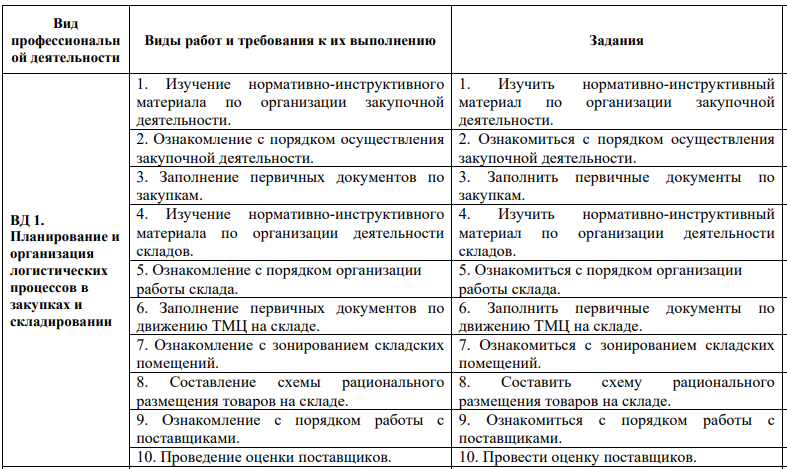 Вид
профессиональн
ой деятельности
Виды работ и требования к их выполнению
Задания
ВД 1.
Планирование и
организация
логистических
процессов в
закупках и
складировании
1. Изучение нормативно-инструктивного
материала по организации закупочной
деятельности.
1. Изучить нормативно-инструктивный
материал по организации закупочной
деятельности.
2. Ознакомление с порядком осуществления
закупочной деятельности.
2. Ознакомиться с порядком осуществления
закупочной деятельности.
3. Заполнение первичных документов по
закупкам.
3. Заполнить первичные документы по
закупкам.
4. Изучение нормативно-инструктивного
материала по организации деятельности
складов.
4. Изучить нормативно-инструктивный
материал по организации деятельности
складов.
5. Ознакомление с порядком организации
работы склада.
5. Ознакомиться с порядком организации
работы склада.
6. Заполнение первичных документов по
движению ТМЦ на складе.
6. Заполнить первичные документы по
движению ТМЦ на складе.
7. Ознакомление с зонированием складских
помещений.
7. Ознакомиться с зонированием складских
помещений.
8. Составление схемы рационального
размещения товаров на складе.
8. Составить схему рационального
размещения товаров на складе.
9. Ознакомление с порядком работы с
поставщиками.
9. Ознакомиться с порядком работы с
поставщиками.
10. Проведение оценки поставщиков.
10. Провести оценку поставщиков.